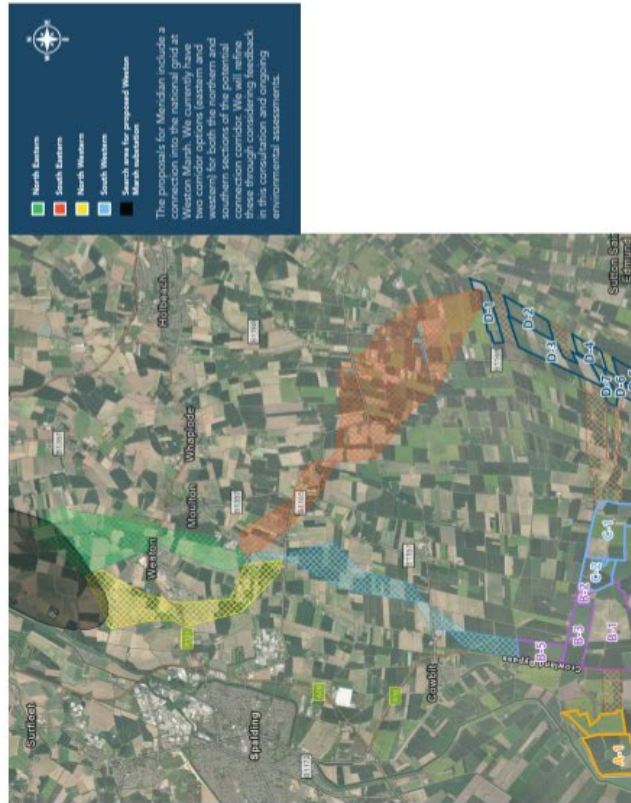 North Eastern
South Eastern
North Western
South Western
Search area for proposed Weston
Marsh substation
The proposals for Meridian include a
connection into the national grid at
Weston Marsh. We currently have
two corridor options (eastern and
western) for both the northern and
southern sections of the potential
connection corridor. We will refine
these through considering feedback
in this consultation and ongoing
environmental assessments.
Surfleet
Spalding
Weston
Moulton
Whaplode
Holbeach
Cowbit
Crowland Bypass
Edmund
A-1
B-1
B-2
B-3
B-5
C-1
C-2
D-1
D-2
D-3
D-4
D-7
D-6